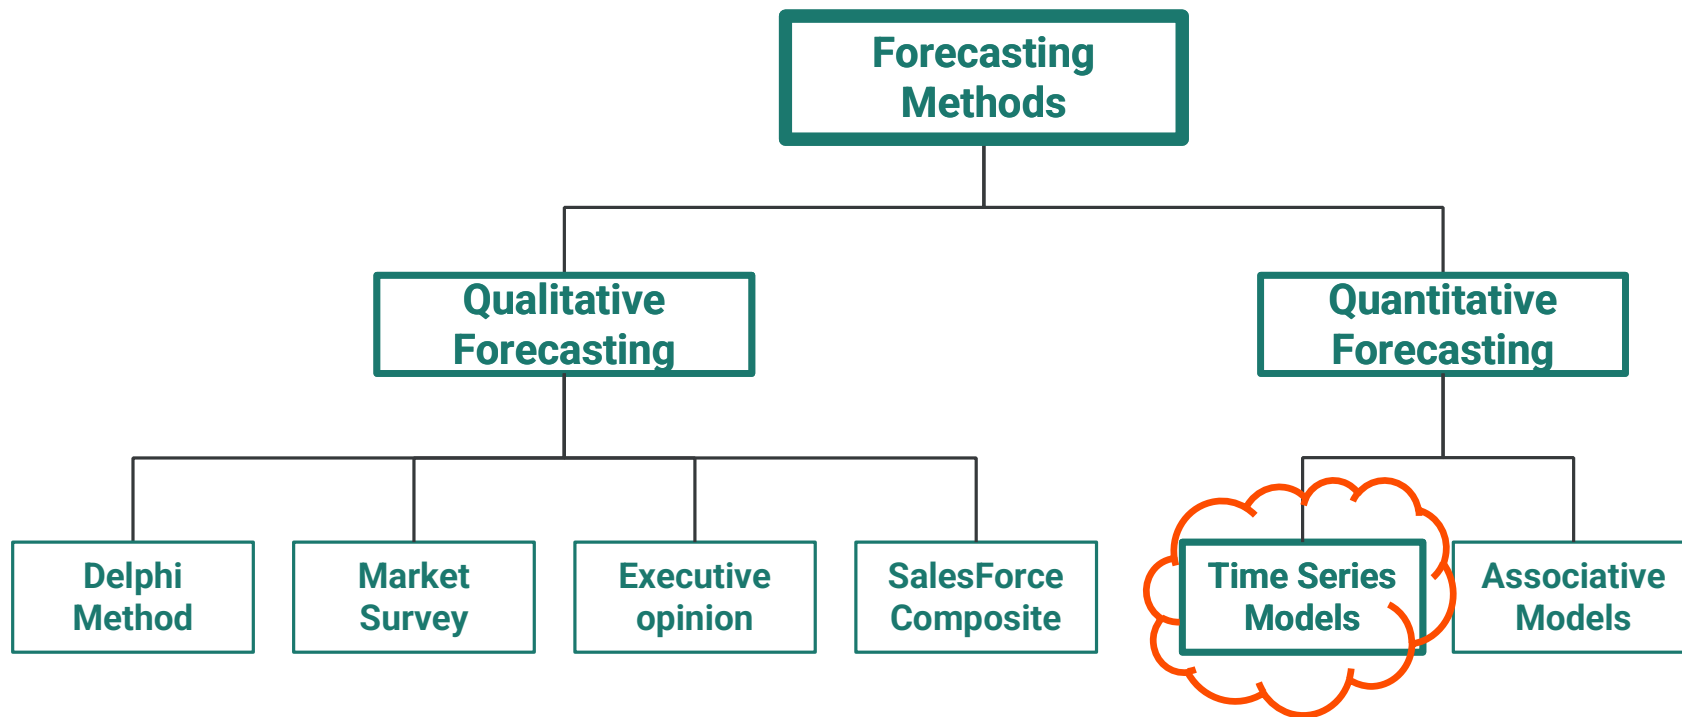 Forecasting
Methods
Qualitative
Forecasting
Quantitative
Forecasting
Delphi
Method
Market
Survey
Executive
opinion
SalesForce
Composite
Time Series
Models
Associative
Models